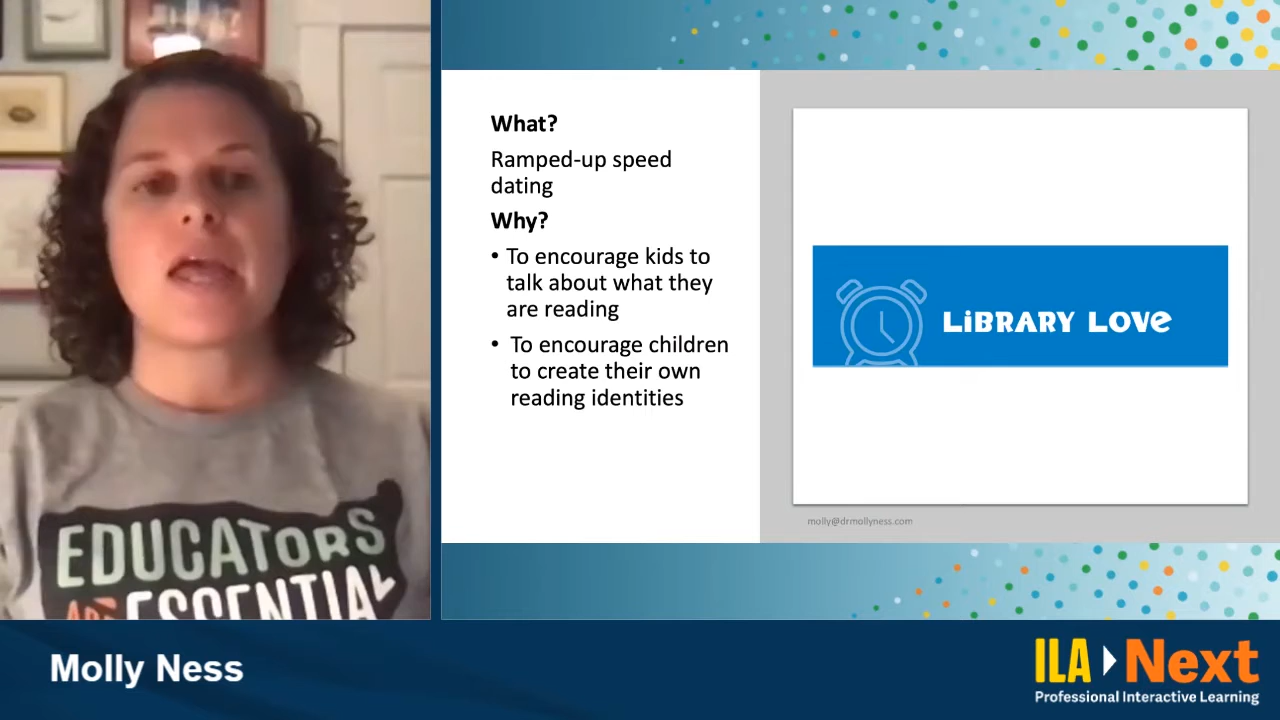 What?
Ramped-up speed
dating
Why?
• To encourage kids to
talk about what they
are reading
• To encourage children
to create their own
reading identities
LiBRARY LOVe
molly@drmollyness.com
EDUCATORS
ARE ESSENTIAL
Molly Ness
ILA Next
Professional Interactive Learning